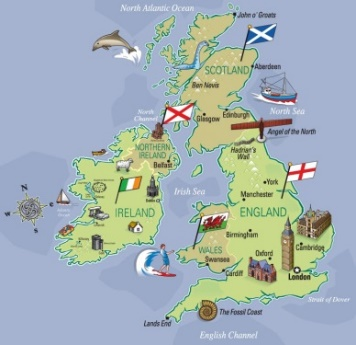 North Atlantic Ocean
John o' Groats
SCOTLAND
Aberdeen
Ben Nevis
North Sea
North
Channel
Glasgow
Edinburgh
Angel of the North
Hadrian's
Wall
NORTHERN
IRELAND
Belfast
York
Irish Sea
Manchester
IRELAND
ENGLAND
Birmingham
WALES
Cambridge
Swansea
Oxford
Cardiff
London
Strait of Dover
The Fossil Coast
Lands End
English Channel
N
W
E
S